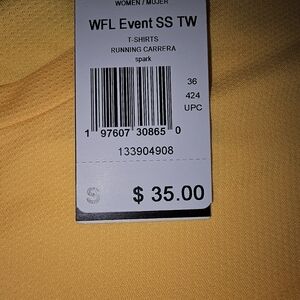 WOMEN / MUJER
WFL Event SS TW
T-SHIRTS
RUNNING CARRERA
spark
36
424
UPC
1 97607 30865 0
133904908
S
$ 35.00